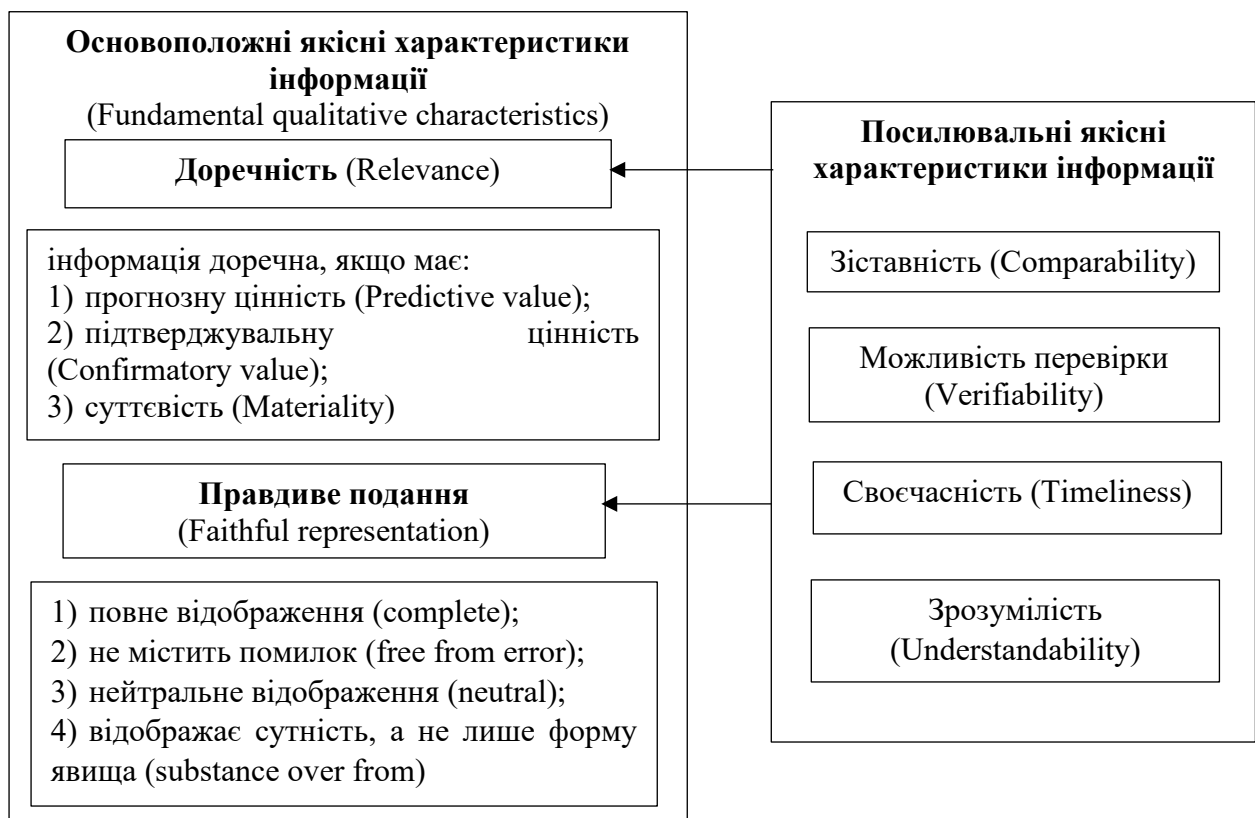 Основоположні якісні характеристики
інформації
(Fundamental qualitative characteristics)
Доречність (Relevance)
інформація доречна, якщо має:
1) прогнозну цінність (Predictive value);
2) підтверджувальну цінність
(Confirmatory value);
3) суттєвість (Materiality)
Правдиве подання
(Faithful representation)
1) повне відображення (complete);
2) не містить помилок (free from error);
3) нейтральне відображення (neutral);
4) відображає сутність, а не лише форму
явища (substance over from)
Посилювальні якісні
характеристики інформації
Зіставність (Comparability)
Можливість перевірки
(Verifiability)
Своєчасність (Timeliness)
Зрозумілість
(Understandability)